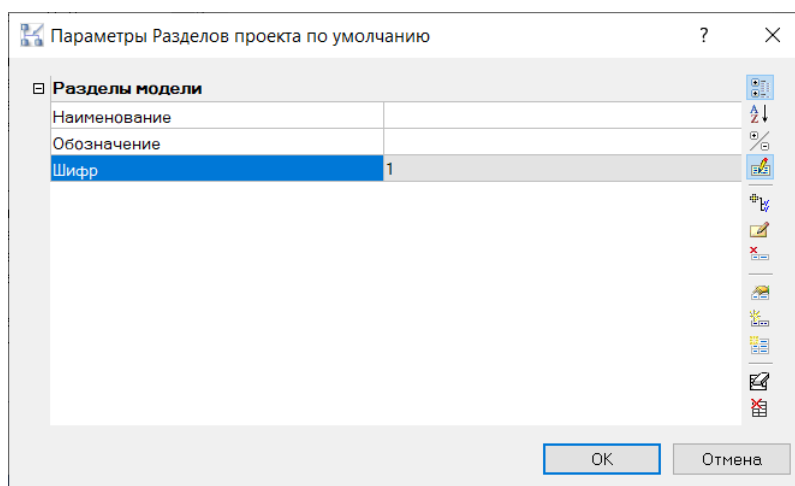 Параметры Разделов проекта по умолчанию
?
Разделы модели
Наименование
Обозначение
Шифр 1
OK Отмена